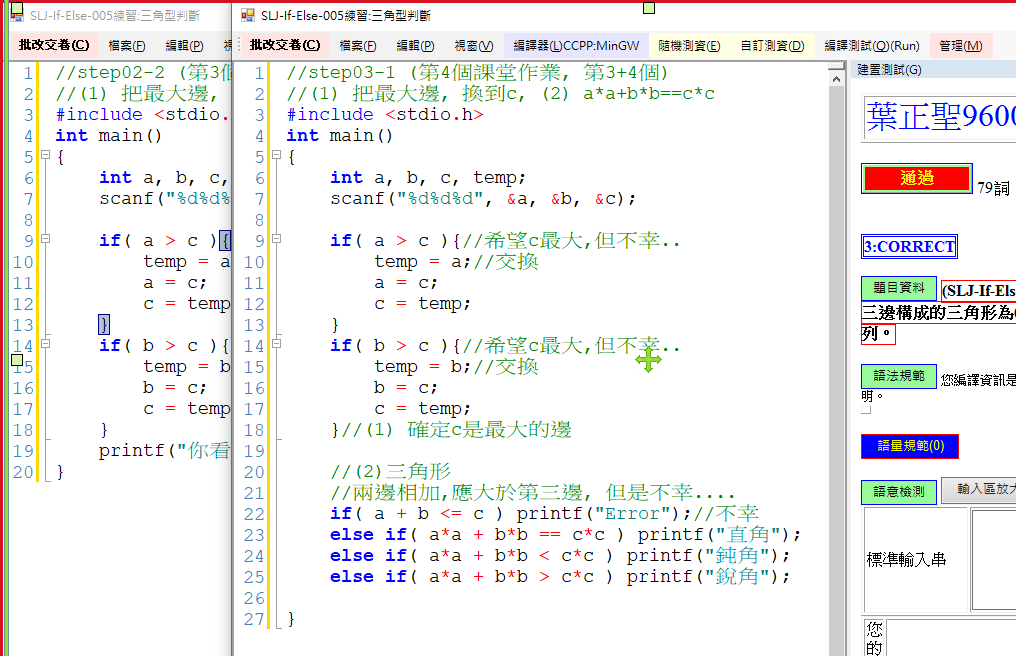 SLJ-If-Else-005練習:三角型判斷
批改交卷(C) 檔案(F) 編輯(P) 視
1 //step02-2 (第3個
2 //(1) 把最大邊,
3 #include <stdio.
4 int main()
5 {
6 int a, b, c,
7 scanf("%d%d%
8
9 if( a > c ){
10 temp = a
11 a = c;
12 c = temp
13 }
14 if( b > c ){
15 temp = b
16 b = c;
17 c = temp
18 }
19 printf("你看
20 }
SLJ-If-Else-005練習:三角型判斷
批改交卷(C) 檔案(F) 編輯(P) 視窗(V) 編譯器(L)CCPP:MinGW 隨機測資(E) 自訂測資(D) 編譯測試(Q)(Run) 管理(M)
1 //step03-1 (第4個課堂作業, 第3+4個)
2 //(1) 把最大邊, 換到c, (2) a*a+b*b==c*c
3 #include <stdio.h>
4 int main()
5 {
6 int a, b, c, temp;
7 scanf("%d%d%d", &a, &b, &c);
8
9 if( a > c ){//希望c最大,但不幸..
10 temp = a;//交換
11 a = c;
12 c = temp;
13 }
14 if( b > c ){//希望c最大,但不幸..
15 temp = b;//交換
16 b = c;
17 c = temp;
18 }//(1) 確定c是最大的邊
19
20 //(2)三角形
21 //兩邊相加,應大於第三邊, 但是不幸....
22 if( a + b <= c ) printf("Error");//不幸
23 else if( a*a + b*b == c*c ) printf("直角");
24 else if( a*a + b*b < c*c ) printf("鈍角");
25 else if( a*a + b*b > c*c ) printf("銳角");
26
27 }
建置測試(G)
葉正聖9600
通過 79詞
3:CORRECT
題目資料 (SLJ-If-Els
三邊構成的三角形為
列。
語法規範 您編譯資訊是
明。
語量規範(0)
語意檢測 輸入區放大
標準輸入串
您
的